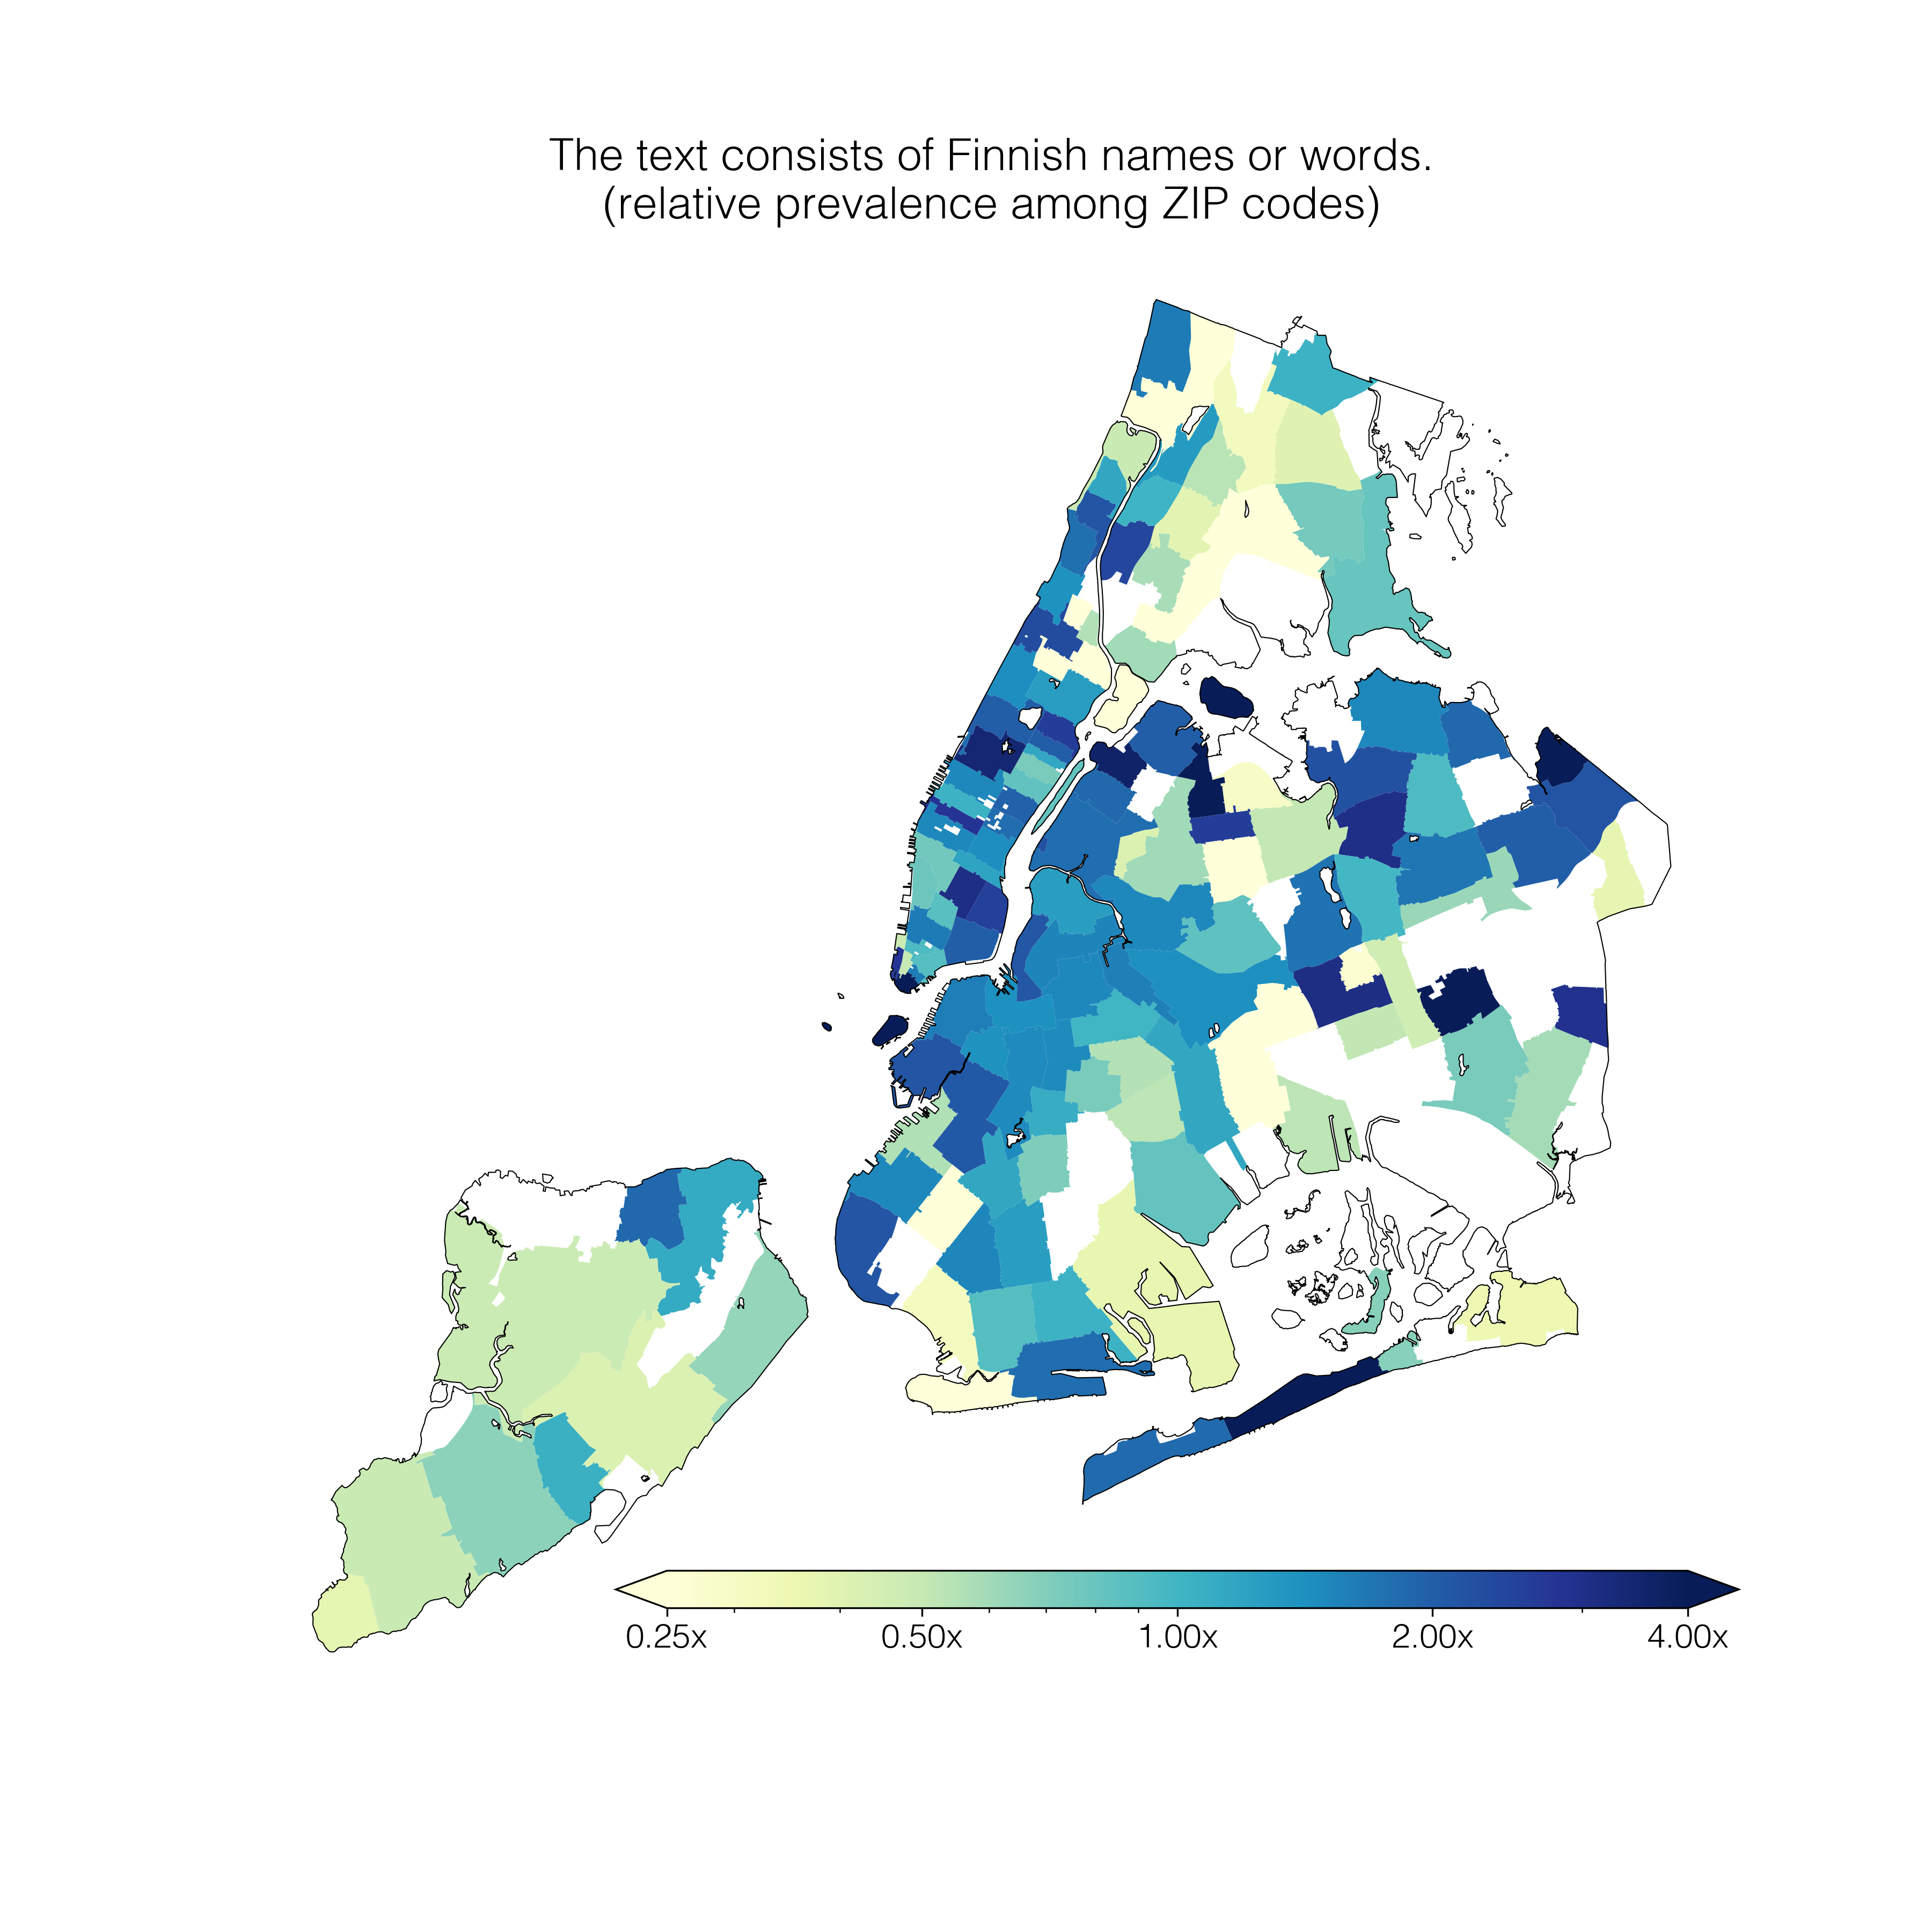 The text consists of Finnish names or words.
(relative prevalence among ZIP codes)
0.25x 0.50x 1.00x 2.00x 4.00x